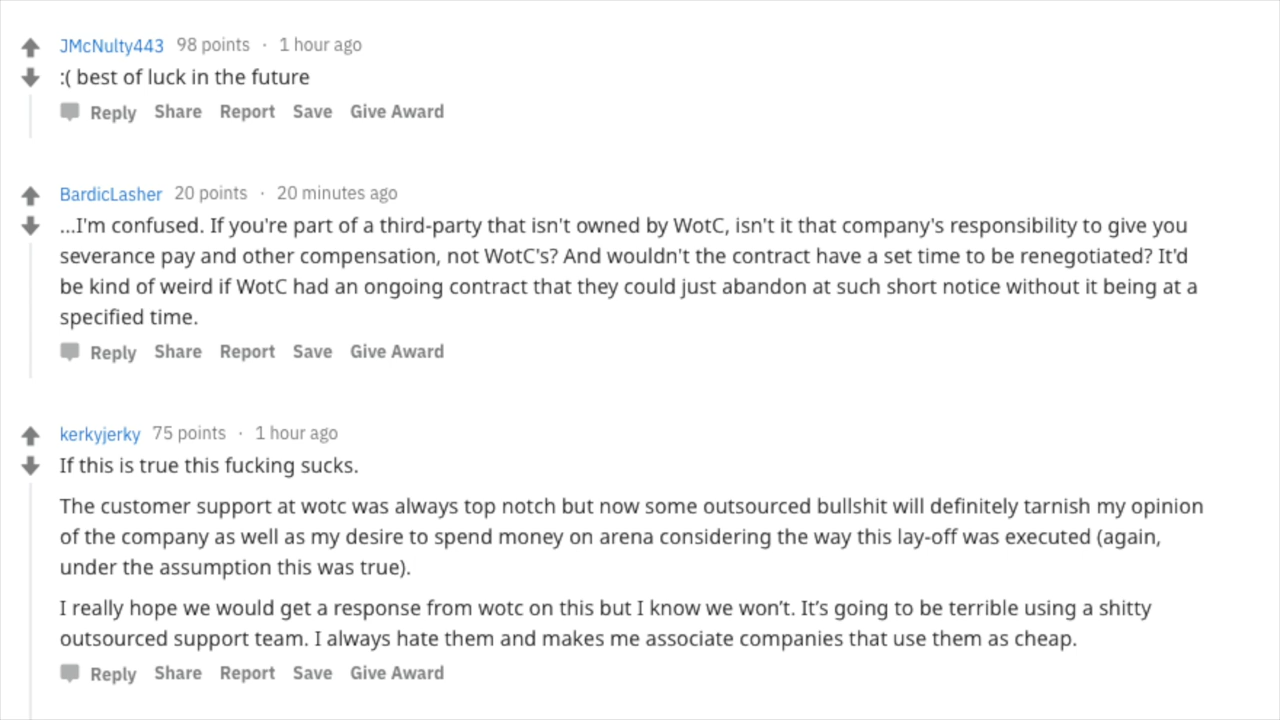 JMcNulty443 98 points · 1 hour ago
:( best of luck in the future
Reply Share Report Save Give Award
BardicLasher 20 points · 20 minutes ago
...I'm confused. If you're part of a third-party that isn't owned by WotC, isn't it that company's responsibility to give you
severance pay and other compensation, not WotC's? And wouldn't the contract have a set time to be renegotiated? It'd
be kind of weird if WotC had an ongoing contract that they could just abandon at such short notice without it being at a
specified time.
Reply Share Report Save Give Award
kerkyjerky 75 points · 1 hour ago
If this is true this fucking sucks.
The customer support at wotc was always top notch but now some outsourced bullshit will definitely tarnish my opinion
of the company as well as my desire to spend money on arena considering the way this lay-off was executed (again,
under the assumption this was true).
I really hope we would get a response from wotc on this but I know we won’t. It’s going to be terrible using a shitty
outsourced support team. I always hate them and makes me associate companies that use them as cheap.
Reply Share Report Save Give Award